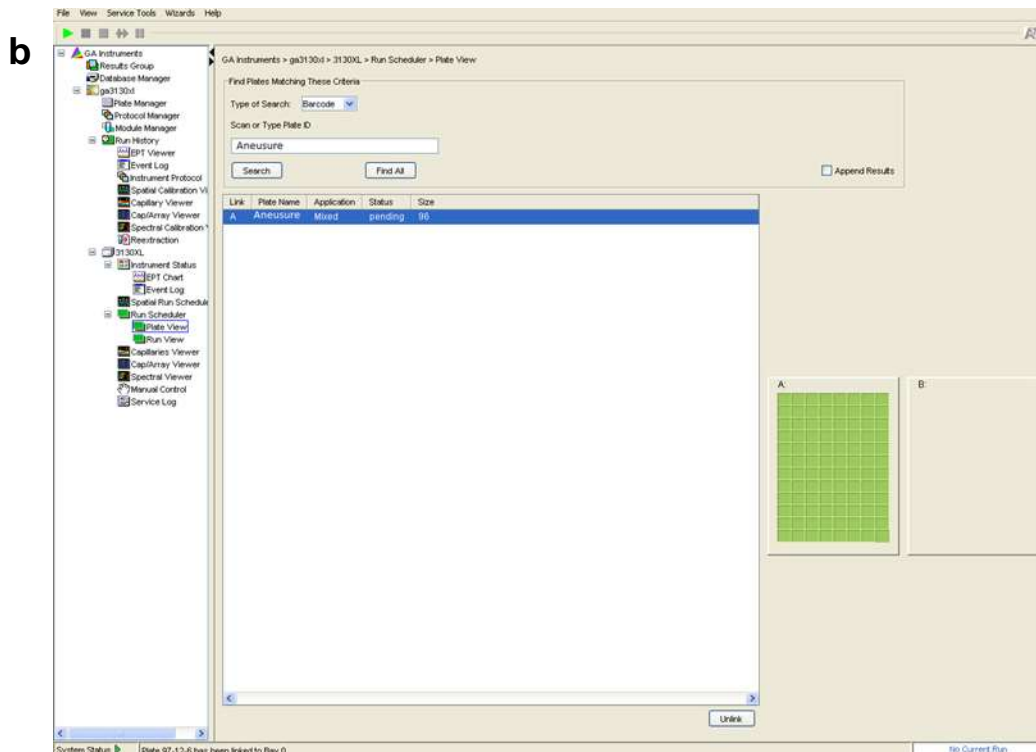 b
File View Service Tools Wizards Help
GA Instruments
Results Group
Database Manager
ga3130xl
Plate Manager
Protocol Manager
Module Manager
Run History
EPT Viewer
Event Log
Instrument Protocol
Spatial Calibration Vi
Capillary Viewer
Cap/Array Viewer
Spectral Calibration
Reextraction
3130XL
Instrument Status
EPT Chart
Event Log
Spatial Run Schedule
Run Scheduler
Plate View
Run View
Capillaries Viewer
Cap/Array Viewer
Spectral Viewer
Manual Control
Service Log
GA Instruments > ga3130xl > 3130XL > Run Scheduler > Plate View
Find Plates Matching These Criteria
Type of Search: Barcode
Scan or Type Plate ID
Aneusure
Search Find All Append Results
Link Plate Name Application Status Size
A Aneusure Mixed pending 96
A: B:
Unlink
System Status Plate 97-12-6 has been linked to Bay 0 No Current Run